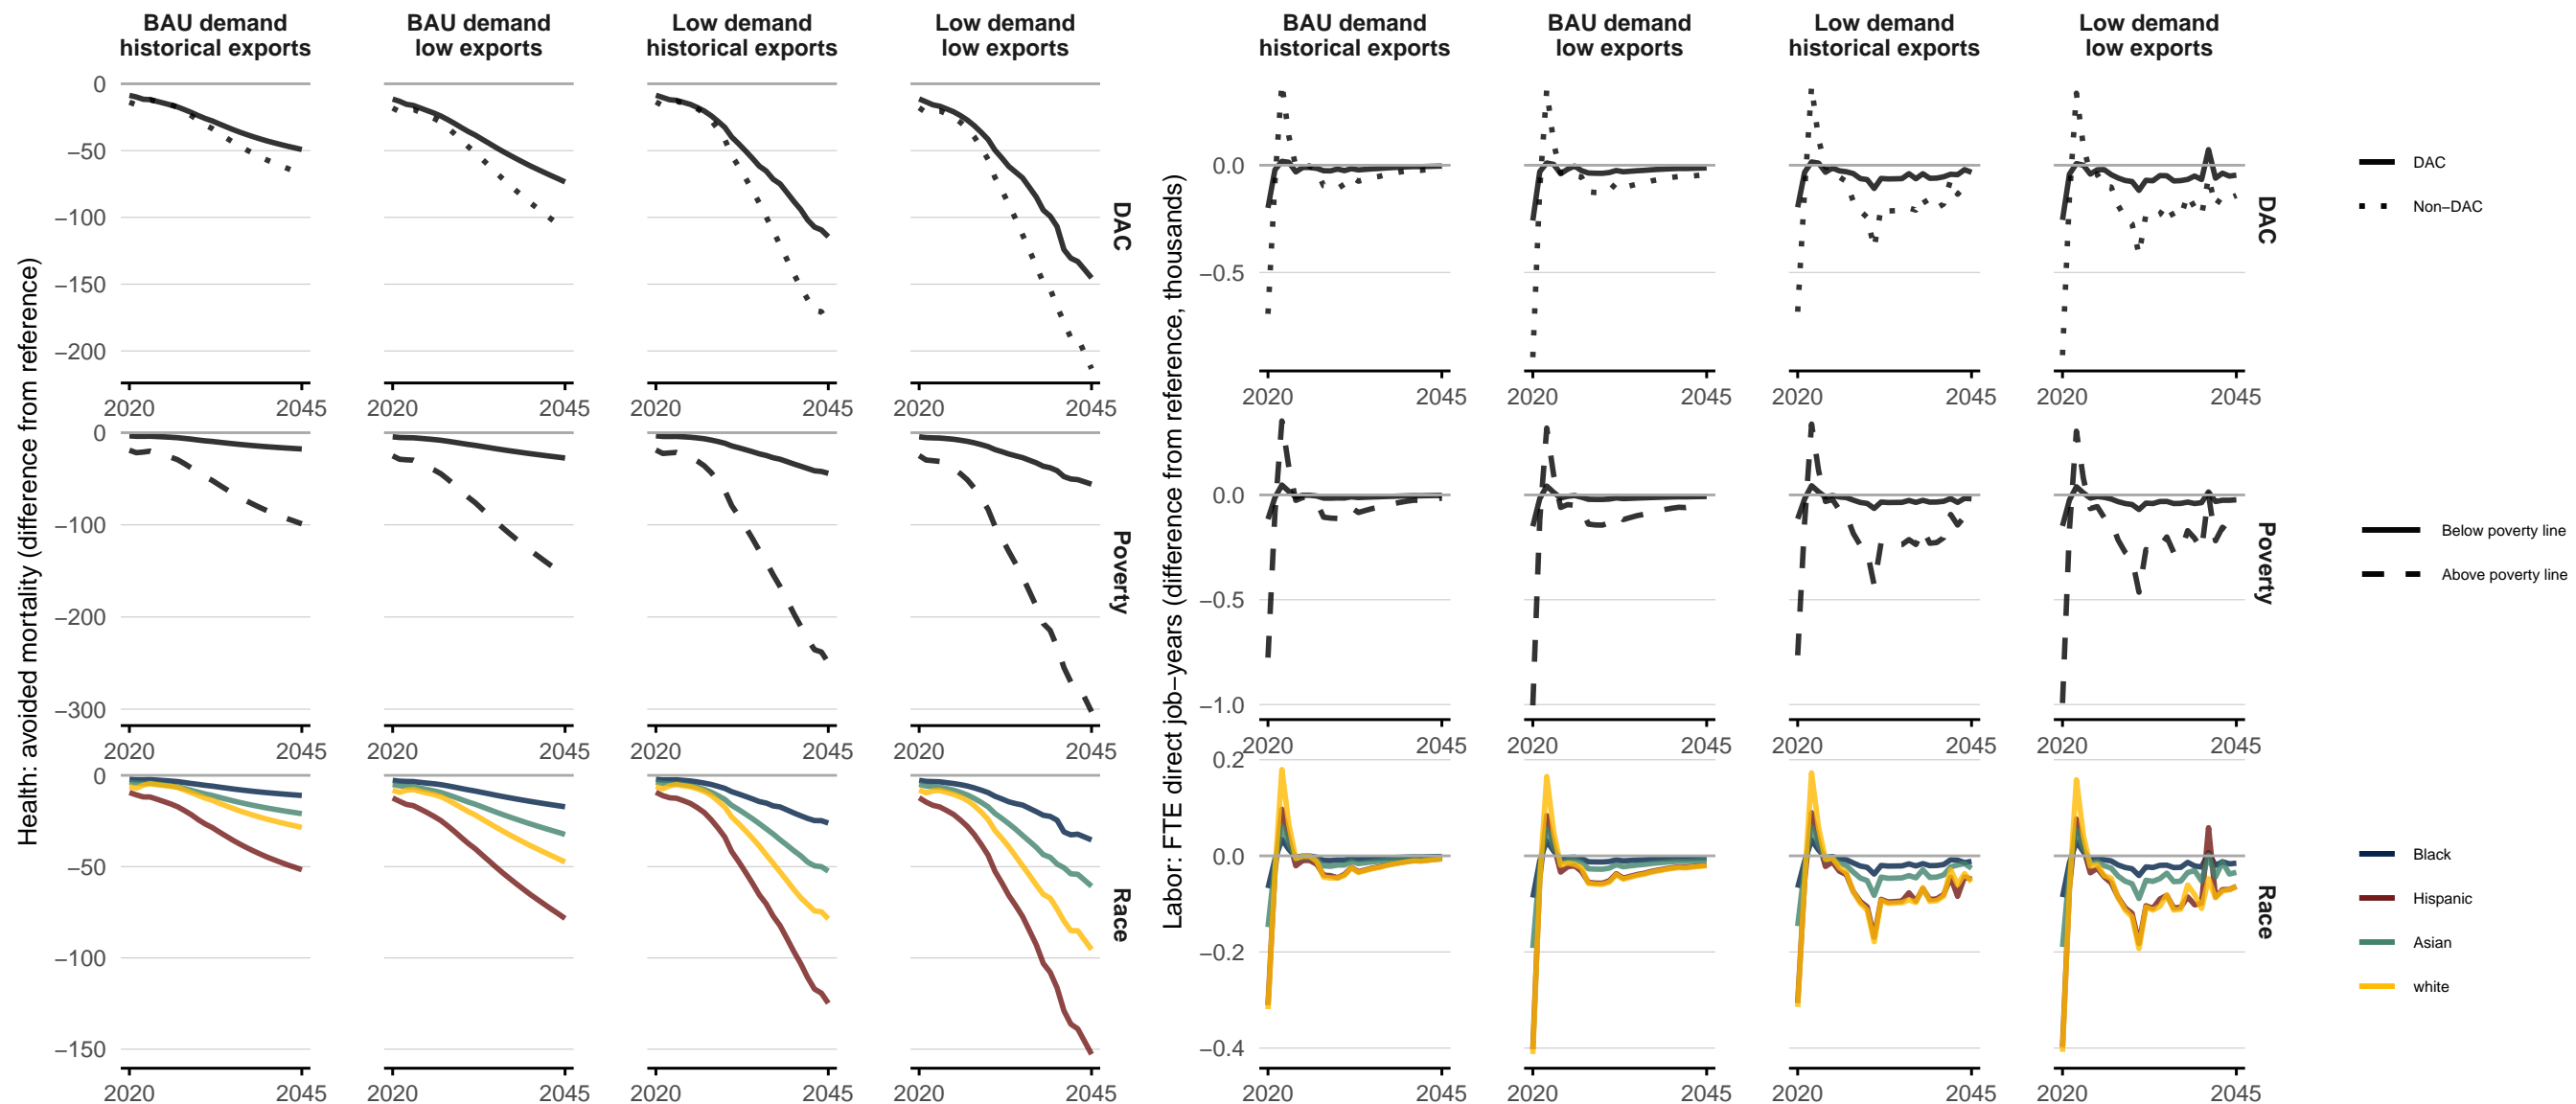 BAU demand
historical exports
BAU demand
low exports
Low demand
historical exports
Low demand
low exports
BAU demand
historical exports
BAU demand
low exports
Low demand
historical exports
Low demand
low exports
Health: avoided mortality (difference from reference)
0
−50
−100
−150
−200
2020
2045
2020
2045
2020
2045
2020
2045
DAC
0
−100
−200
−300
2020
2045
2020
2045
2020
2045
2020
2045
Poverty
0
−50
−100
−150
2020
2045
2020
2045
2020
2045
2020
2045
Race
Labor: FTE direct job−years (difference from reference, thousands)
0.0
−0.5
2020
2045
2020
2045
2020
2045
2020
2045
DAC
0.0
−0.5
−1.0
2020
2045
2020
2045
2020
2045
2020
2045
Poverty
0.2
0.0
−0.2
−0.4
2020
2045
2020
2045
2020
2045
2020
2045
Race
DAC
Non−DAC
Below poverty line
Above poverty line
Black
Hispanic
Asian
white